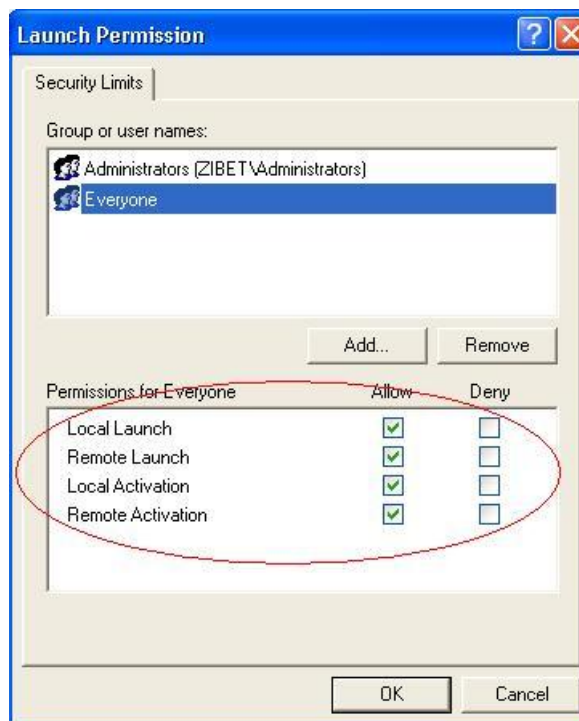 Launch Permission
Security Limits
Group or user names:
Administrators (ZIBET\Administrators)
Everyone
Add... Remove
Permissions for Everyone Allow Deny
Local Launch
Remote Launch
Local Activation
Remote Activation
OK Cancel